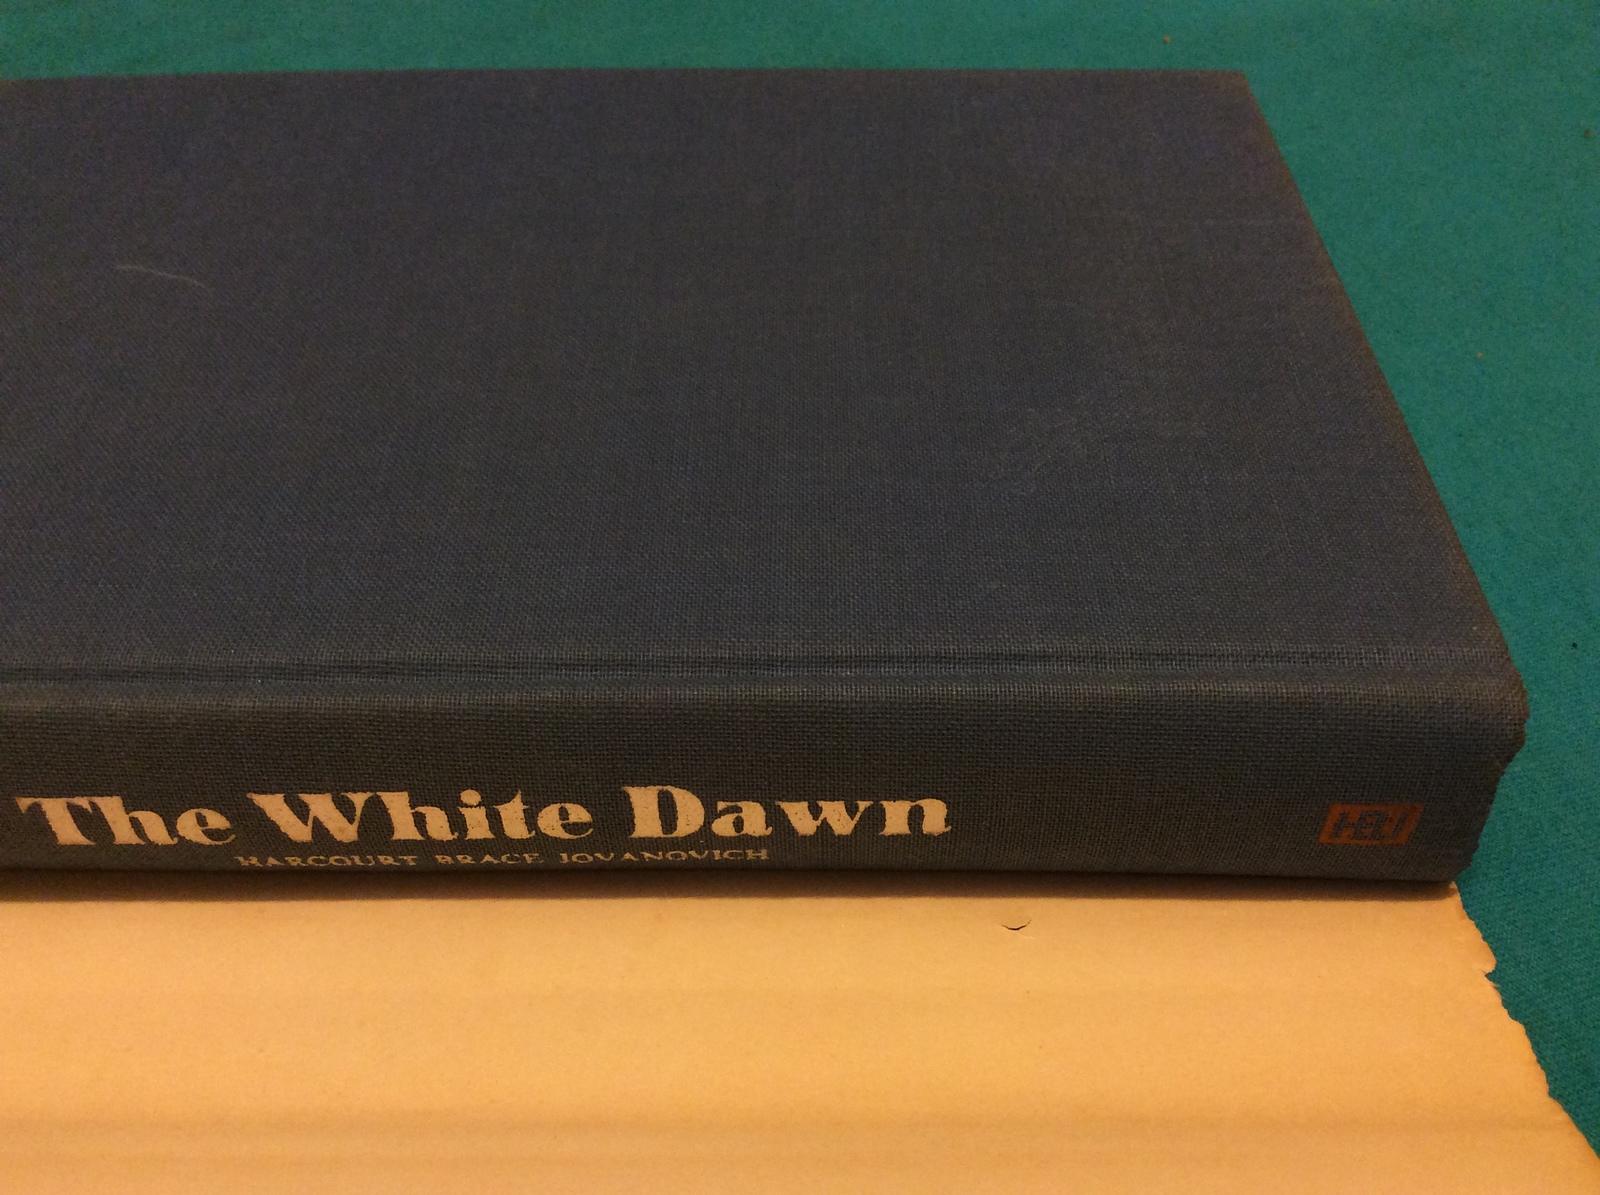 The White Dawn
HARCOURT BRACE JOVANOVICH
HBJ